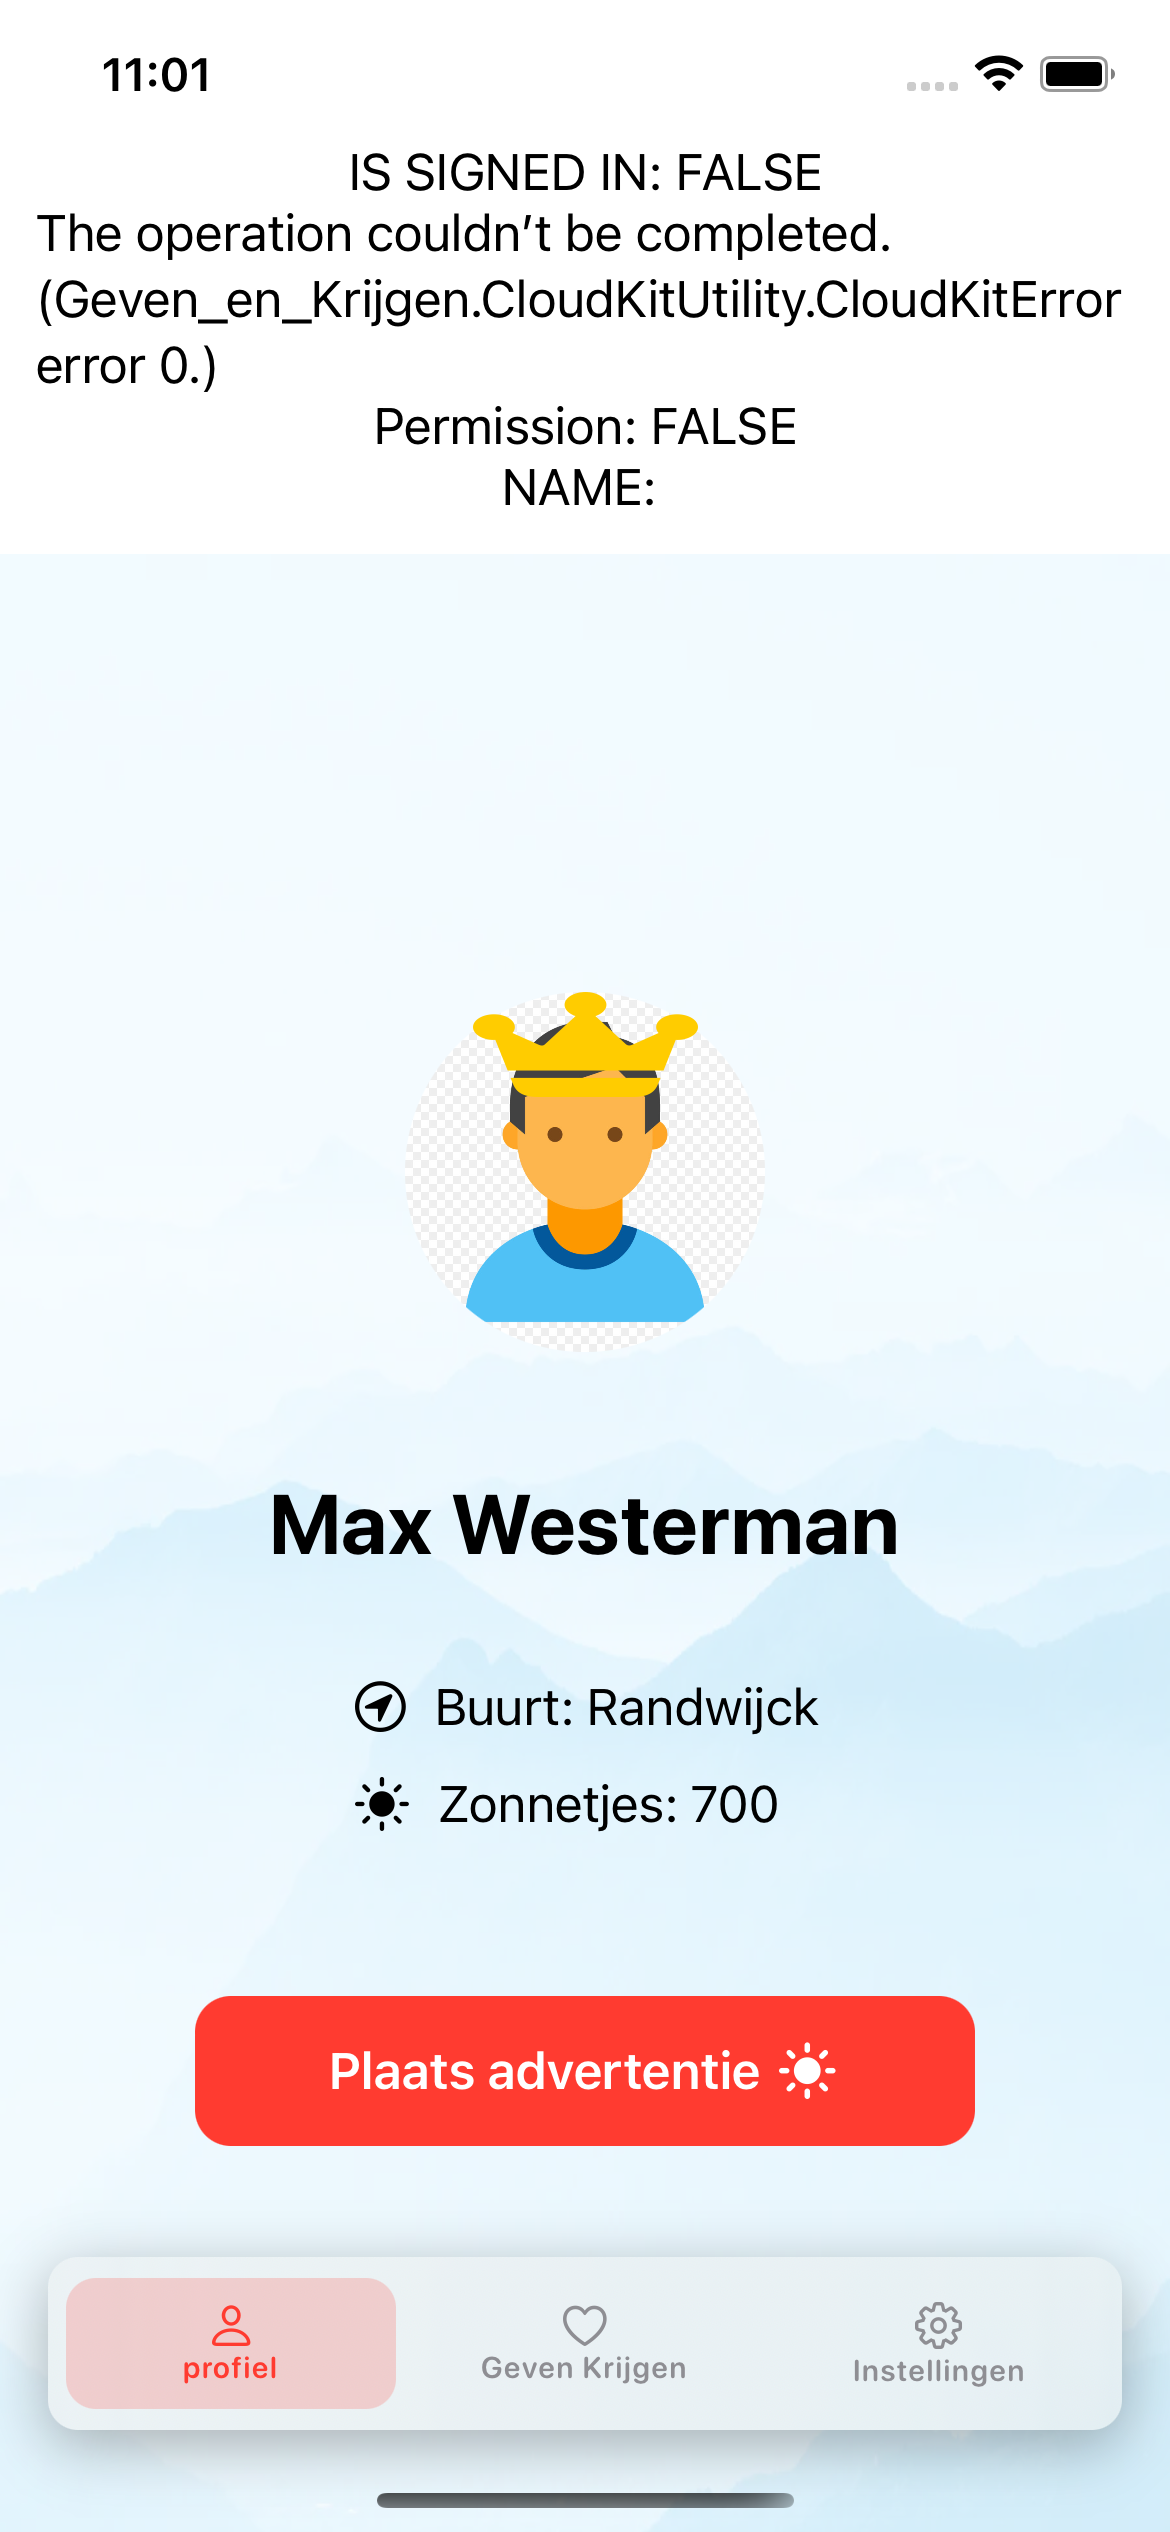 11:01
IS SIGNED IN: FALSE
The operation couldn’t be completed.
(Geven_en_Krijgen.CloudKitUtility.CloudKitError
error 0.)
Permission: FALSE
NAME:
Max Westerman
Buurt: Randwijck
Zonnetjes: 700
Plaats advertentie
profiel
Geven Krijgen
Instellingen